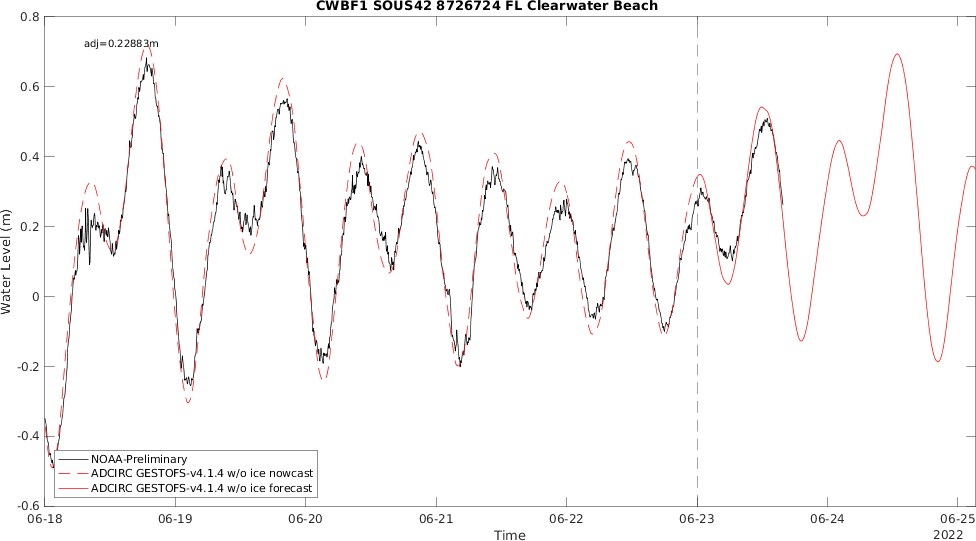 CWBF1 SOUS42 8726724 FL Clearwater Beach
adj=0.22883m
0.8
0.6
0.4
0.2
0
-0.2
-0.4
-0.6
Water Level (m)
NOAA-Preliminary
ADCIRC GESTOFS-v4.1.4 w/o ice nowcast
ADCIRC GESTOFS-v4.1.4 w/o ice forecast
06-18 06-19 06-20 06-21 06-22 06-23 06-24 06-25
Time
2022